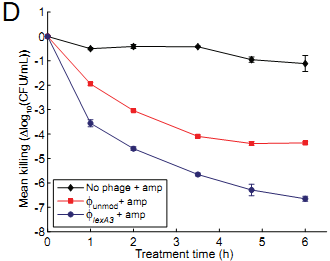 D
Mean killing (Δlog₁₀(CFU/mL))
0
-1
-2
-3
-4
-5
-6
-7
-8
No phage + amp
ϕunmod + amp
ϕlexA3 + amp
0 1 2 3 4 5 6
Treatment time (h)